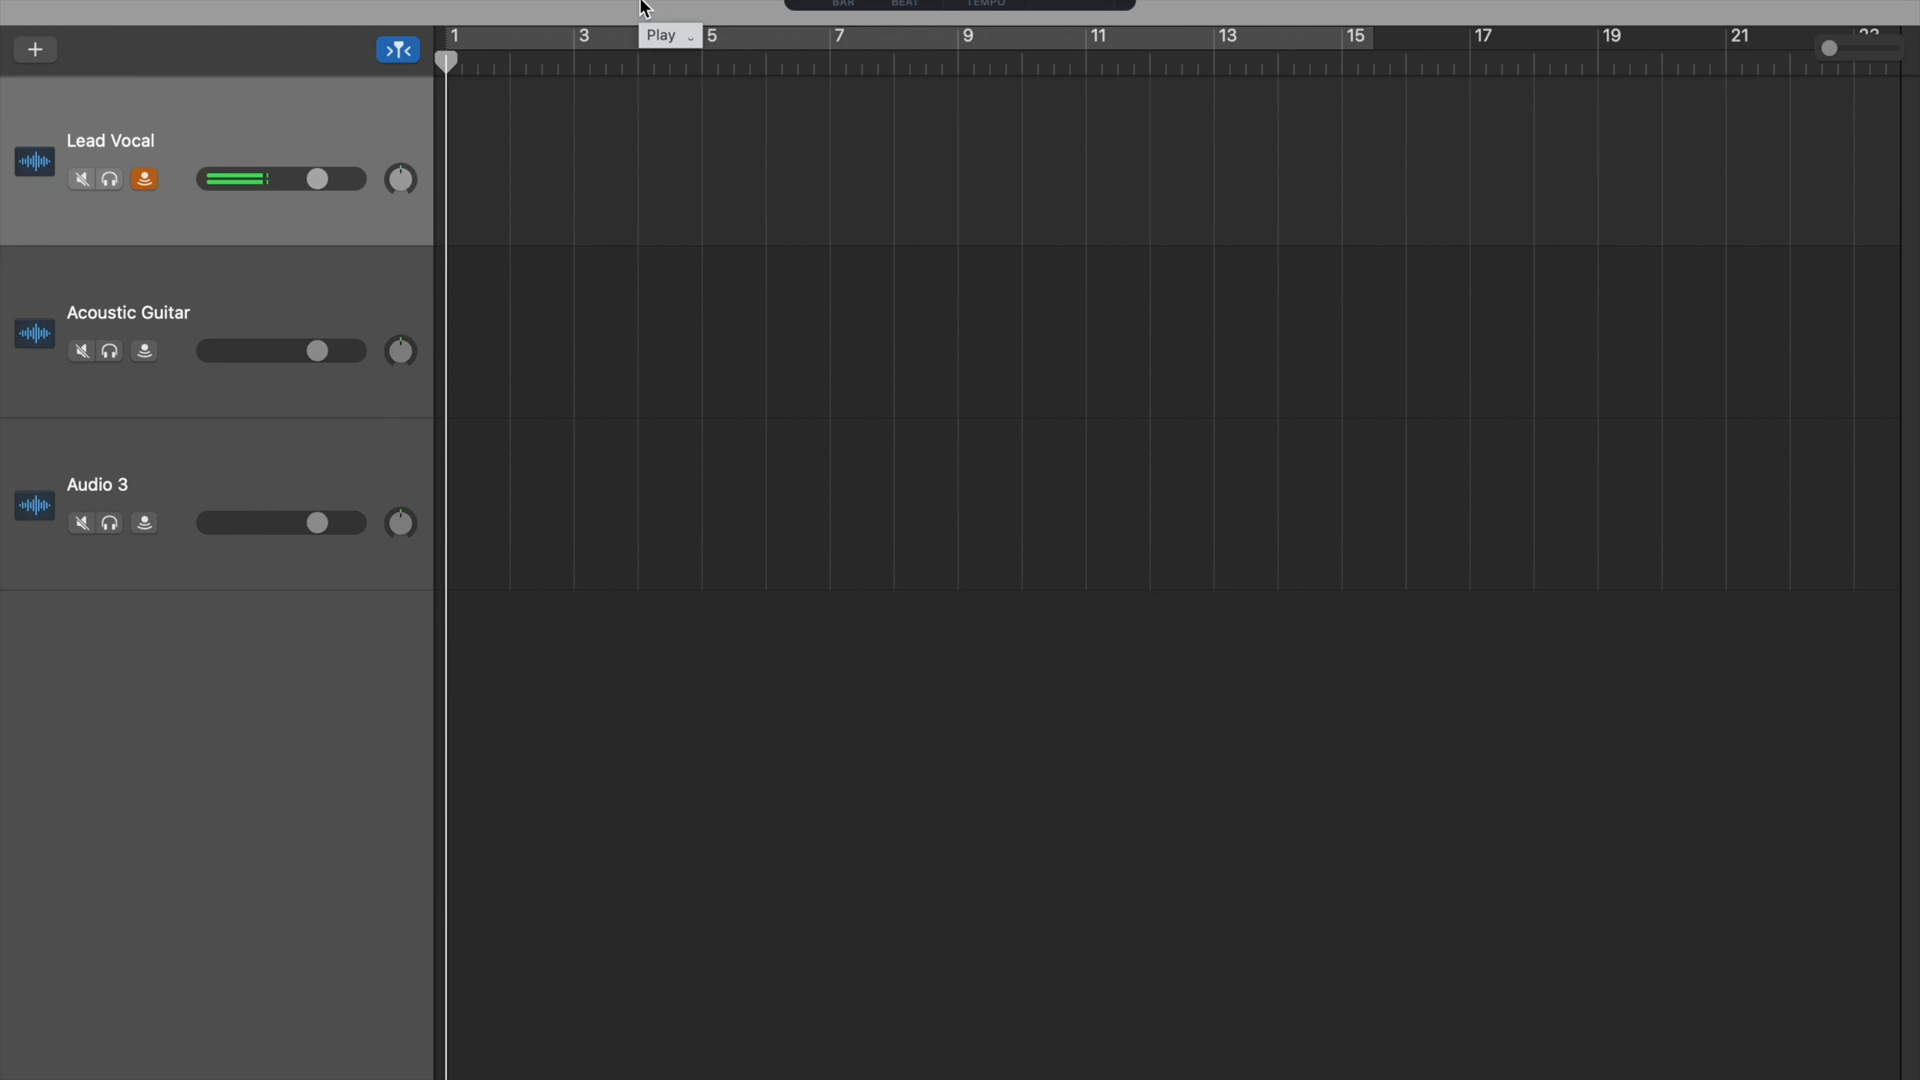 BAR BEAT TEMPO
Play ⌣
1 3 5 7 9 11 13 15 17 19 21 23
Lead Vocal
Acoustic Guitar
Audio 3